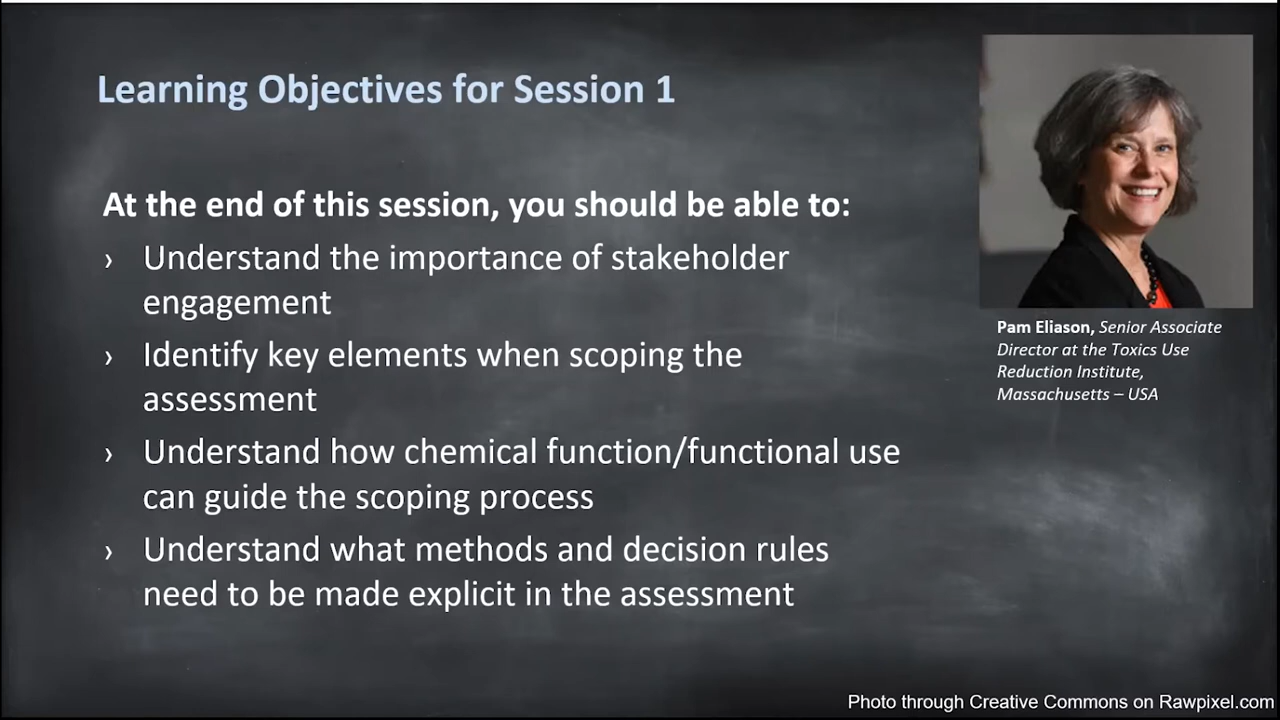 Learning Objectives for Session 1
At the end of this session, you should be able to:
› Understand the importance of stakeholder
engagement
› Identify key elements when scoping the
assessment
› Understand how chemical function/functional use
can guide the scoping process
› Understand what methods and decision rules
need to be made explicit in the assessment
Pam Eliason, Senior Associate
Director at the Toxics Use
Reduction Institute,
Massachusetts – USA
Photo through Creative Commons on Rawpixel.com